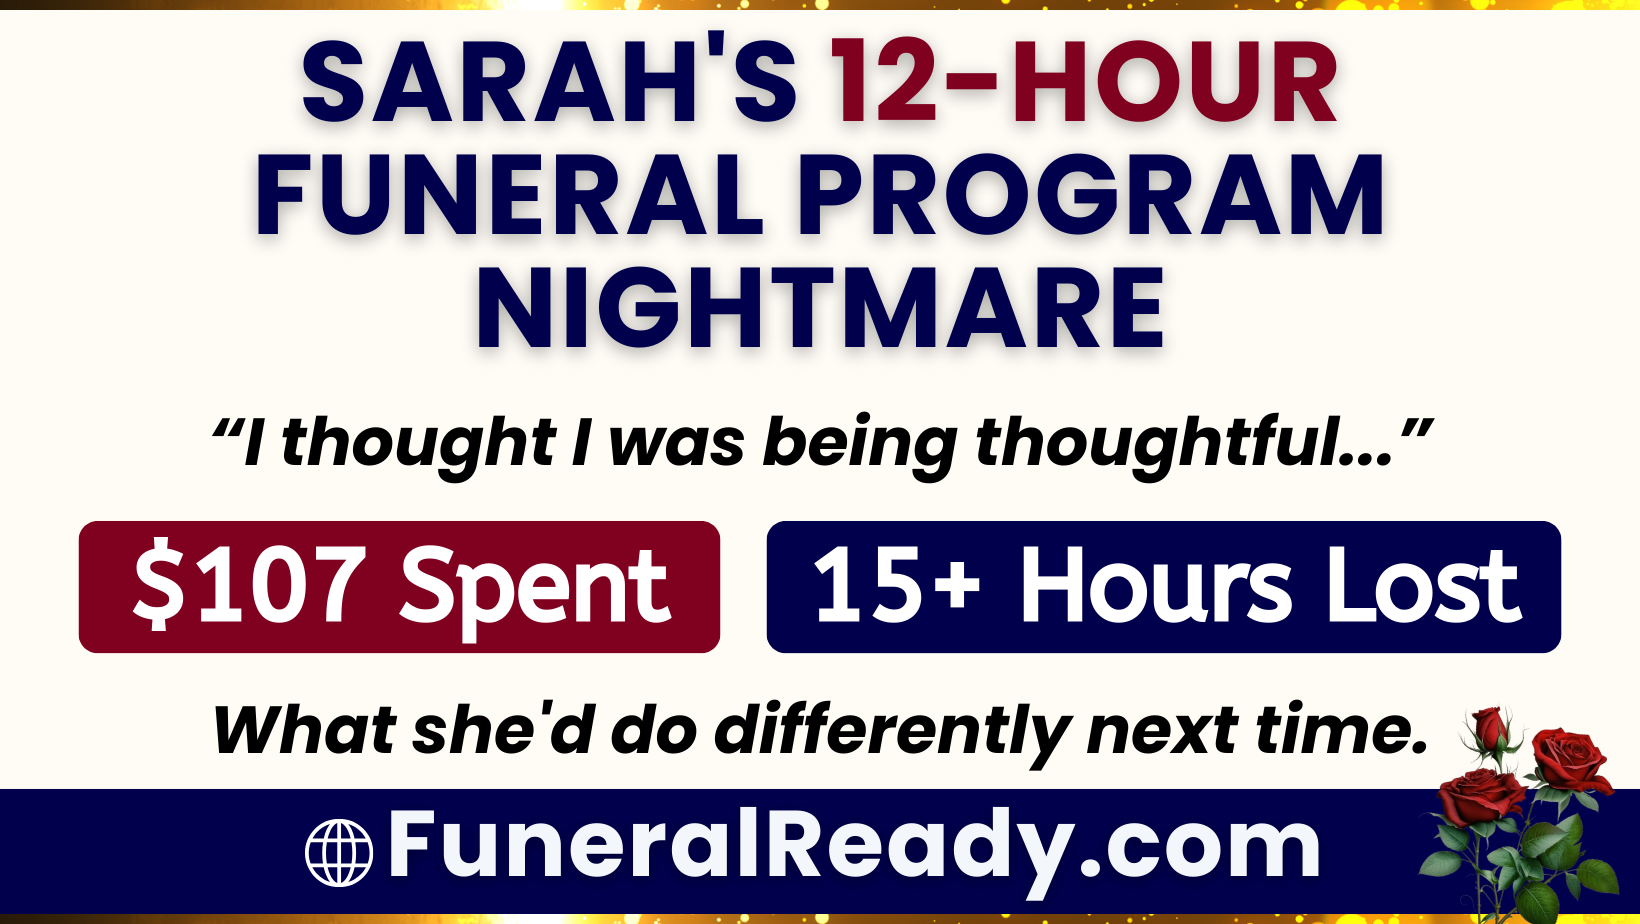 SARAH'S 12-HOUR
FUNERAL PROGRAM
NIGHTMARE
“I thought I was being thoughtful...”
$107 Spent
15+ Hours Lost
What she'd do differently next time.
FuneralReady.com